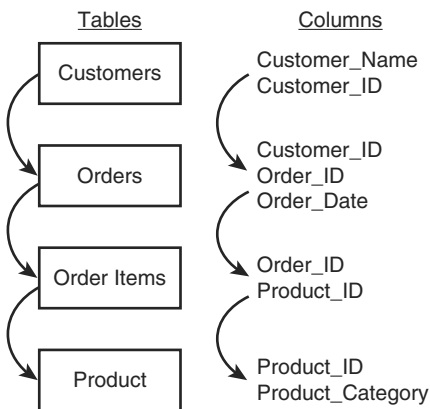 Tables
Columns
Customers
Customer_Name
Customer_ID
Orders
Customer_ID
Order_ID
Order_Date
Order Items
Order_ID
Product_ID
Product
Product_ID
Product_Category